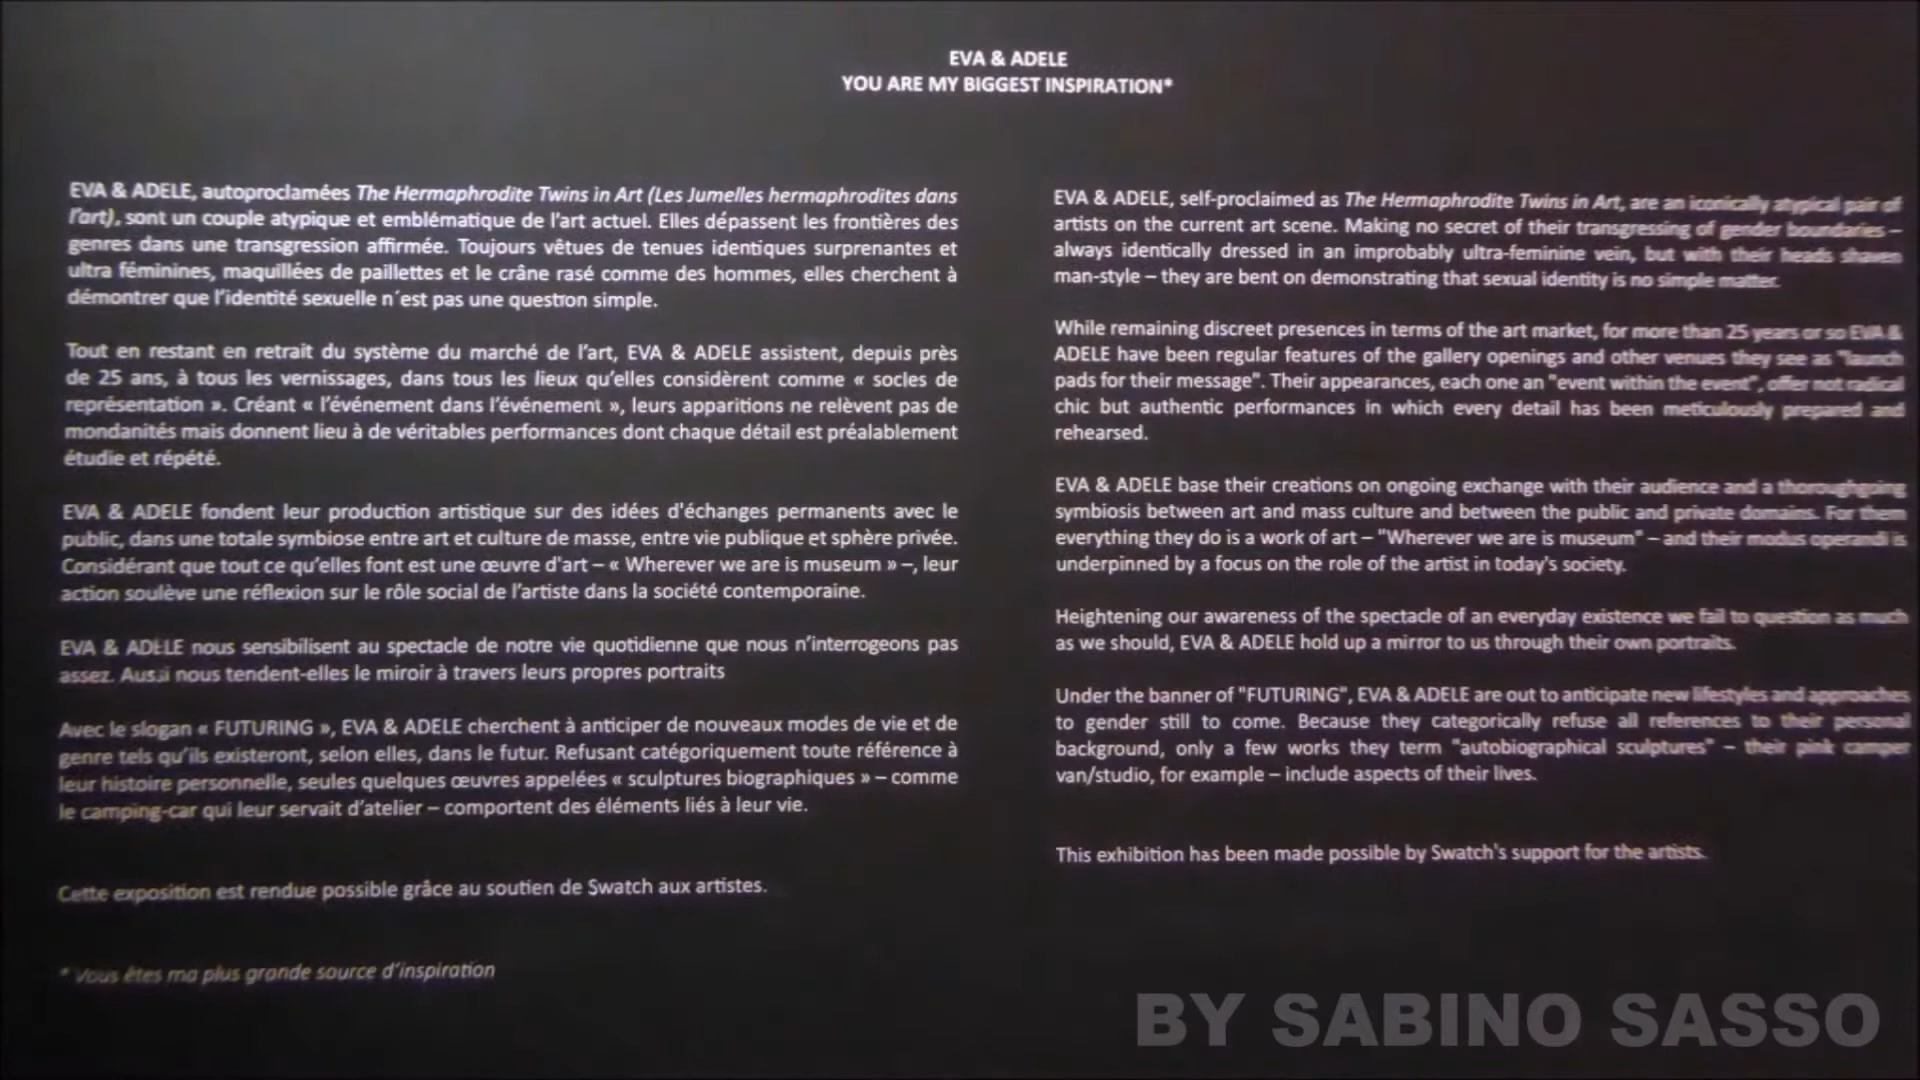 EVA & ADELE
YOU ARE MY BIGGEST INSPIRATION*
EVA & ADELE, autoproclamées The Hermaphrodite Twins in Art (Les Jumelles hermaphrodites dans
l'art), sont un couple atypique et emblématique de l'art actuel. Elles dépassent les frontières des
genres dans une transgression affirmée. Toujours vêtues de tenues identiques surprenantes et
ultra féminines, maquillées de paillettes et le crâne rasé comme des hommes, elles cherchent à
démontrer que l'identité sexuelle n´est pas une question simple.
Tout en restant en retrait du système du marché de l'art, EVA & ADELE assistent, depuis près
de 25 ans, à tous les vernissages, dans tous les lieux qu'elles considèrent comme « socles de
représentation ». Créant « l'événement dans l'événement », leurs apparitions ne relèvent pas de
mondanités mais donnent lieu à de véritables performances dont chaque détail est préalablement
étudie et répété.
EVA & ADELE fondent leur production artistique sur des idées d'échanges permanents avec le
public, dans une totale symbiose entre art et culture de masse, entre vie publique et sphère privée.
Considérant que tout ce qu'elles font est une œuvre d'art – « Wherever we are is museum » –, leur
action soulève une réflexion sur le rôle social de l'artiste dans la société contemporaine.
EVA & ADELE nous sensibilisent au spectacle de notre vie quotidienne que nous n'interrogeons pas
assez. Aussi nous tendent-elles le miroir à travers leurs propres portraits
Avec le slogan « FUTURING », EVA & ADELE cherchent à anticiper de nouveaux modes de vie et de
genre tels qu'ils existeront, selon elles, dans le futur. Refusant catégoriquement toute référence à
leur histoire personnelle, seules quelques œuvres appelées « sculptures biographiques » – comme
le camping-car qui leur servait d'atelier – comportent des éléments liés à leur vie.
Cette exposition est rendue possible grâce au soutien de Swatch aux artistes.
* Vous êtes ma plus grande source d'inspiration
EVA & ADELE, self-proclaimed as The Hermaphrodite Twins in Art, are an iconically atypical pair of
artists on the current art scene. Making no secret of their transgressing of gender boundaries –
always identically dressed in an improbably ultra-feminine vein, but with their heads shaven
man-style – they are bent on demonstrating that sexual identity is no simple matter.
While remaining discreet presences in terms of the art market, for more than 25 years or so EVA &
ADELE have been regular features of the gallery openings and other venues they see as "launch
pads for their message". Their appearances, each one an "event within the event", offer not radical
chic but authentic performances in which every detail has been meticulously prepared and
rehearsed.
EVA & ADELE base their creations on ongoing exchange with their audience and a thoroughgoing
symbiosis between art and mass culture and between the public and private domains. For them
everything they do is a work of art – "Wherever we are is museum" – and their modus operandi is
underpinned by a focus on the role of the artist in today's society.
Heightening our awareness of the spectacle of an everyday existence we fail to question as much
as we should, EVA & ADELE hold up a mirror to us through their own portraits.
Under the banner of "FUTURING", EVA & ADELE are out to anticipate new lifestyles and approaches
to gender still to come. Because they categorically refuse all references to their personal
background, only a few works they term "autobiographical sculptures" – their pink camper
van/studio, for example – include aspects of their lives.
This exhibition has been made possible by Swatch's support for the artists.
BY SABINO SASSO